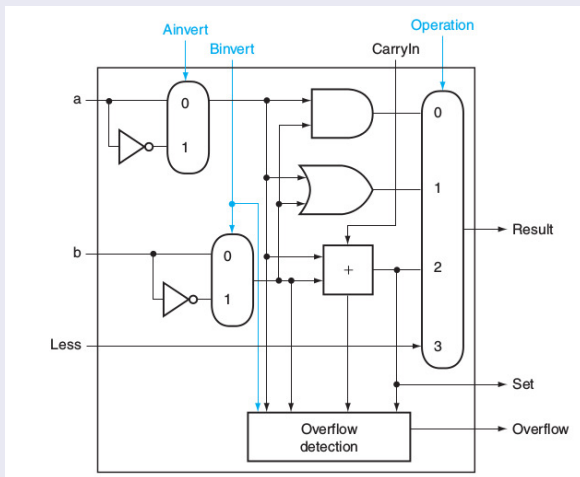 Operation
Ainvert
Binvert
CarryIn
a
0
1
0
1
Result
b
0
1
+
2
Less
3
Set
Overflow
detection
Overflow